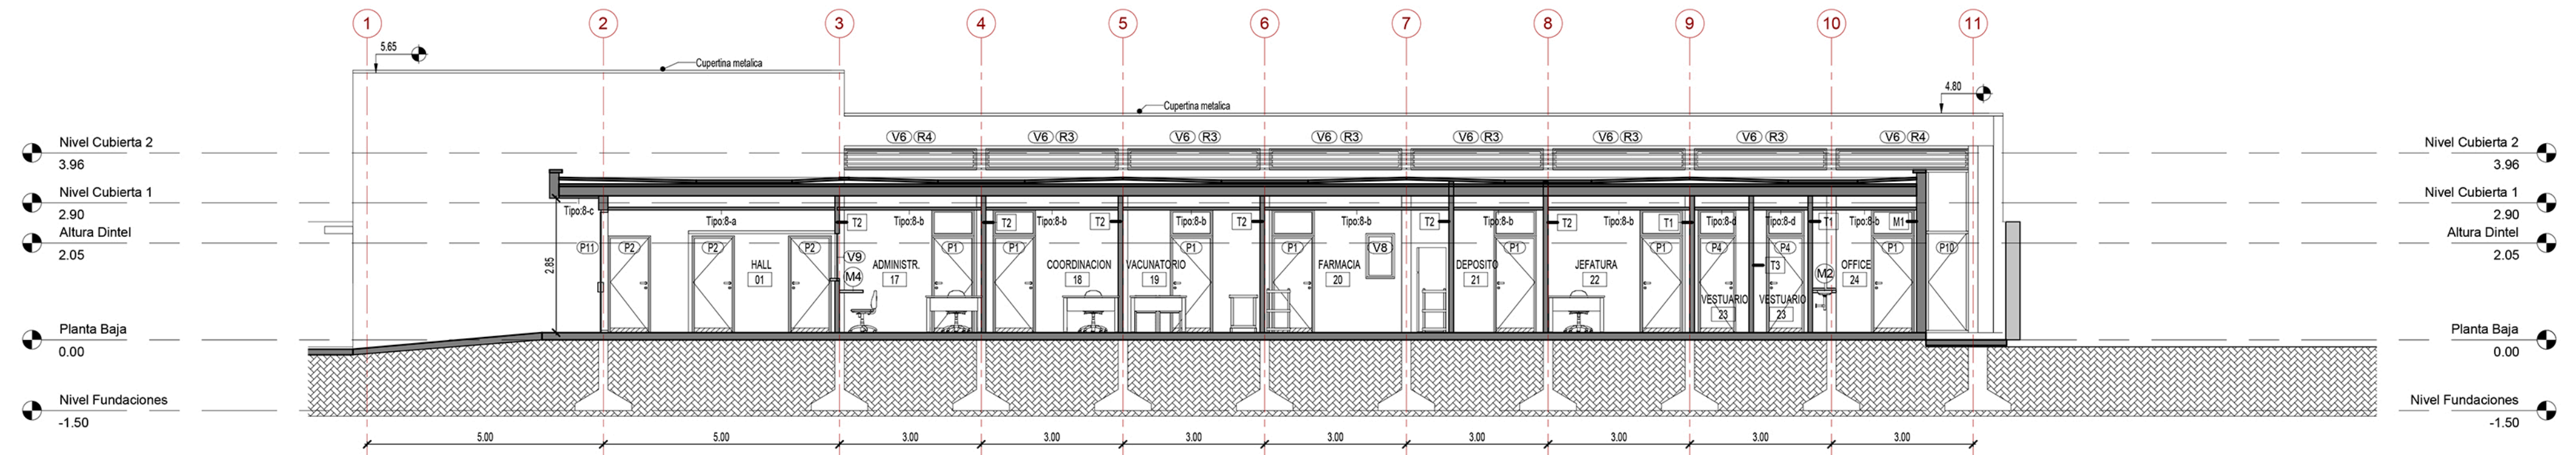 1 2 3 4 5 6 7 8 9 10 11
5.65
Cupertina metalica
4.80
Cupertina metalica
V6 R4 V6 R3 V6 R3 V6 R3 V6 R3 V6 R3 V6 R3 V6 R4
Nivel Cubierta 2
3.96
Nivel Cubierta 1
2.90
Altura Dintel
2.05
Planta Baja
0.00
Nivel Fundaciones
-1.50
Tipo:8-c Tipo:8-a T2 Tipo:8-b T2 Tipo:8-b T2 Tipo:8-b T2 Tipo:8-b T2 Tipo:8-b T2 Tipo:8-b T1 Tipo:8-d Tipo:8-d T1 Tipo:8-b M1
P11 P2 P2 P2 P1 P1 P1 P1 V8 P1 P1 P4 P4 P1 P10
2.85
V9
M4
T3
M2
HALL
01
ADMINISTR.
17
COORDINACION
18
VACUNATORIO
19
FARMACIA
20
DEPOSITO
21
JEFATURA
22
VESTUARIO
23
VESTUARIO
23
OFFICE
24
Nivel Cubierta 2
3.96
Nivel Cubierta 1
2.90
Altura Dintel
2.05
Planta Baja
0.00
Nivel Fundaciones
-1.50
5.00 5.00 3.00 3.00 3.00 3.00 3.00 3.00 3.00 3.00